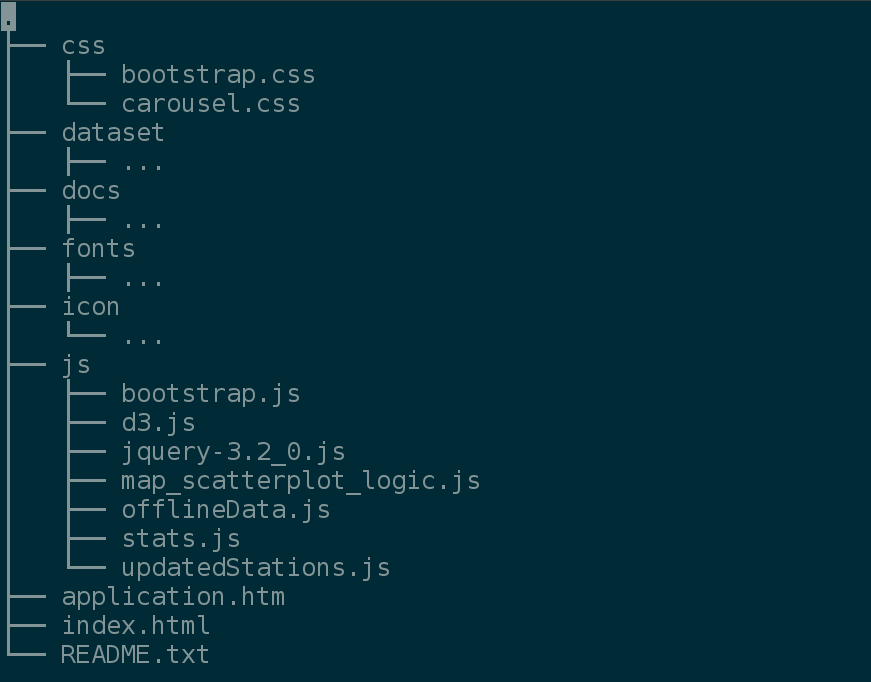 .
├── css
│   ├── bootstrap.css
│   └── carousel.css
├── dataset
│   ├── ...
├── docs
│   ├── ...
├── fonts
│   ├── ...
├── icon
│   └── ...
├── js
│   ├── bootstrap.js
│   ├── d3.js
│   ├── jquery-3.2_0.js
│   ├── map_scatterplot_logic.js
│   ├── offlineData.js
│   ├── stats.js
│   └── updatedStations.js
├── application.htm
├── index.html
└── README.txt